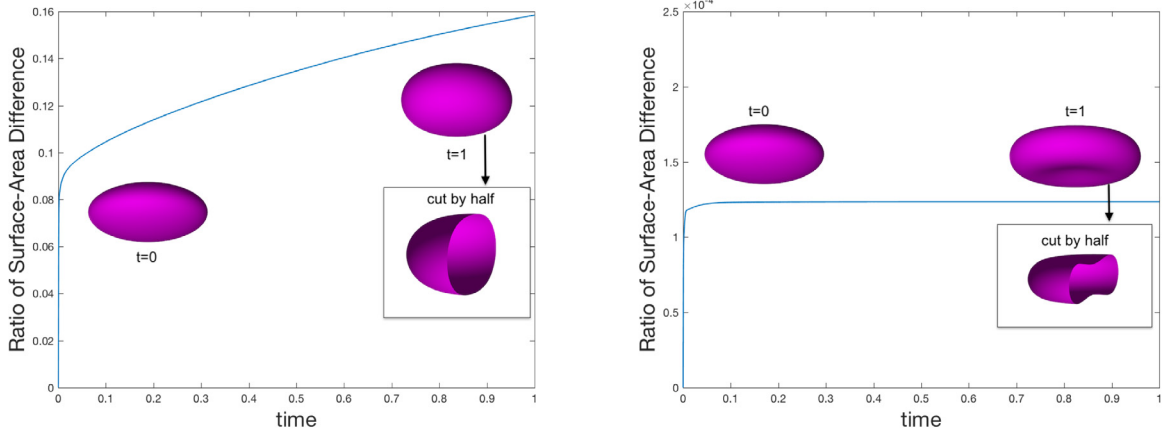 0.16
0.14
0.12
0.1
0.08
0.06
0.04
0.02
0
Ratio of Surface-Area Difference
t=0
t=1
cut by half
0 0.1 0.2 0.3 0.4 0.5 0.6 0.7 0.8 0.9 1
time
×10⁻⁴
2.5
2
1.5
1
0.5
0
Ratio of Surface-Area Difference
t=0
t=1
cut by half
0 0.1 0.2 0.3 0.4 0.5 0.6 0.7 0.8 0.9 1
time